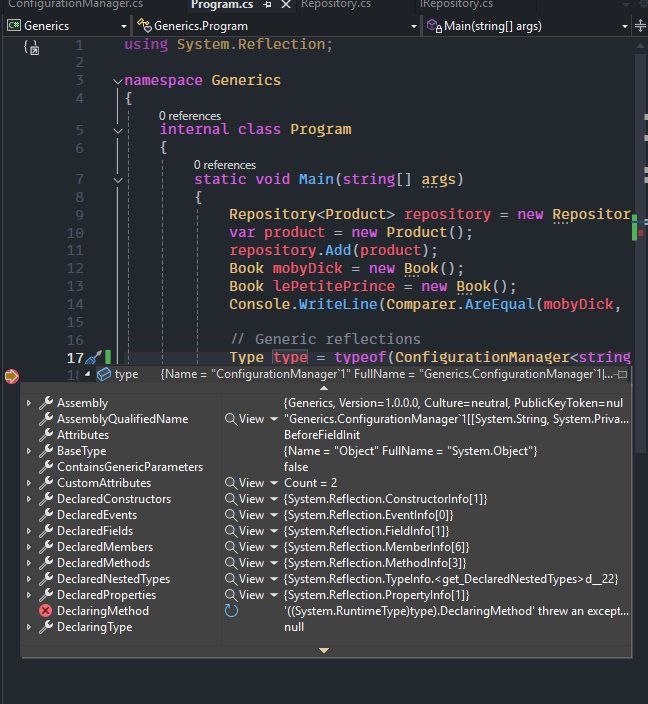 ConfigurationManager.cs Program.cs Repository.cs IRepository.cs
C# Generics Generics.Program Main(string[] args)
1 using System.Reflection;
2
3 namespace Generics
4 {
0 references
5 internal class Program
6 {
0 references
7 static void Main(string[] args)
8 {
9 Repository<Product> repository = new Repositor
10 var product = new Product();
11 repository.Add(product);
12 Book mobyDick = new Book();
13 Book lePetitePrince = new Book();
14 Console.WriteLine(Comparer.AreEqual(mobyDick,
15
16 // Generic reflections
17 Type type = typeof(ConfigurationManager<string
18 type {Name = "ConfigurationManager`1" FullName = "Generics.ConfigurationManager`1[
Assembly {Generics, Version=1.0.0.0, Culture=neutral, PublicKeyToken=nul
AssemblyQualifiedName View "Generics.ConfigurationManager`1[[System.String, System.Priva...
Attributes BeforeFieldInit
BaseType {Name = "Object" FullName = "System.Object"}
ContainsGenericParameters false
CustomAttributes View Count = 2
DeclaredConstructors View {System.Reflection.ConstructorInfo[1]}
DeclaredEvents View {System.Reflection.EventInfo[0]}
DeclaredFields View {System.Reflection.FieldInfo[1]}
DeclaredMembers View {System.Reflection.MemberInfo[6]}
DeclaredMethods View {System.Reflection.MethodInfo[3]}
DeclaredNestedTypes View {System.Reflection.TypeInfo.<get_DeclaredNestedTypes>d__22}
DeclaredProperties View {System.Reflection.PropertyInfo[1]}
DeclaringMethod '((System.RuntimeType)type).DeclaringMethod' threw an except...
DeclaringType null